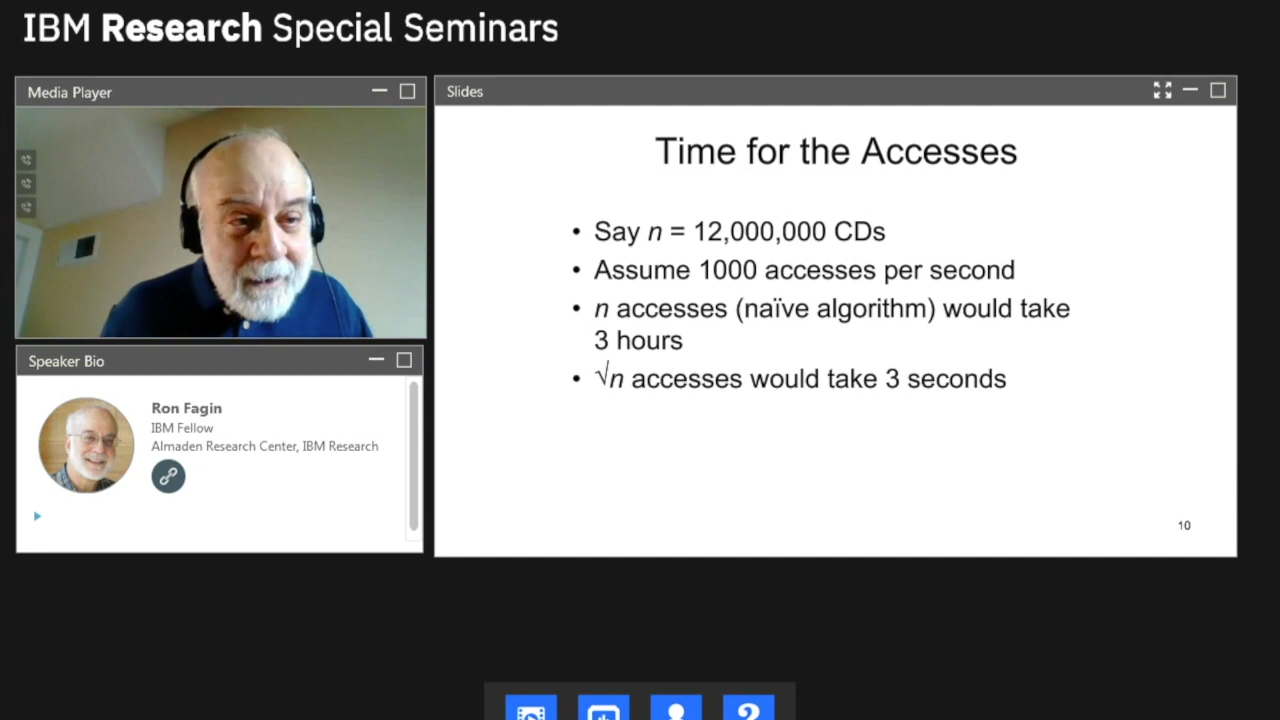 IBM Research Special Seminars
Media Player
Slides
Time for the Accesses
• Say n = 12,000,000 CDs
• Assume 1000 accesses per second
• n accesses (naïve algorithm) would take
3 hours
• √n accesses would take 3 seconds
10
Speaker Bio
Ron Fagin
IBM Fellow
Almaden Research Center, IBM Research
?